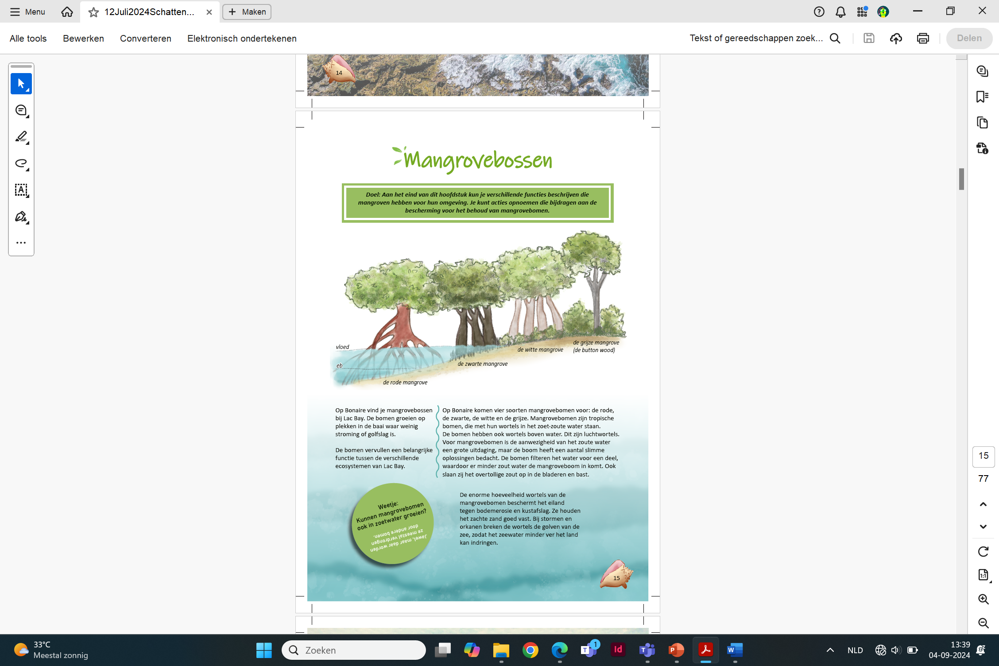 Menu
12Juli2024Schatten...
Maken
Alle tools
Bewerken
Converteren
Elektronisch ondertekenen
Tekst of gereedschappen zoek...
Delen
14
Mangrovebossen
Doel: Aan het eind van dit hoofdstuk kun je verschillende functies beschrijven die
mangroven hebben voor hun omgeving. Je kunt acties opnoemen die bijdragen aan de
bescherming voor het behoud van mangrovebomen.
vloed
eb
de rode mangrove
de zwarte mangrove
de witte mangrove
de grijze mangrove
(de button wood)
Op Bonaire vind je mangrovebossen
bij Lac Bay. De bomen groeien op
plekken in de baai waar weinig
stroming of golfslag is.
De bomen vervullen een belangrijke
functie tussen de verschillende
ecosystemen van Lac Bay.
Op Bonaire komen vier soorten mangrovebomen voor: de rode,
de zwarte, de witte en de grijze. Mangrovebomen zijn tropische
bomen, die met hun wortels in het zoet-zoute water staan.
De bomen hebben ook wortels boven water. Dit zijn luchtwortels.
Voor mangrovebomen is de aanwezigheid van het zoute water
een grote uitdaging, maar de boom heeft een aantal slimme
oplossingen bedacht. De bomen filteren het water voor een deel,
waardoor er minder zout water de mangroveboom in komt. Ook
slaan zij het overtollige zout op in de bladeren en bast.
Weetje:
Kunnen mangrovebomen
ook in zoetwater groeien?
Jawel, maar daar worden
ze meestal verdrongen
door andere bomen.
De enorme hoeveelheid wortels van de
mangrovebomen beschermt het eiland
tegen bodemerosie en kustafslag. Ze houden
het zachte zand goed vast. Bij stormen en
orkanen breken de wortels de golven van de
zee, zodat het zeewater minder ver het land
kan indringen.
15
15
77
1:1
33°C
Meestal zonnig
Zoeken
1
NLD
13:39
04-09-2024